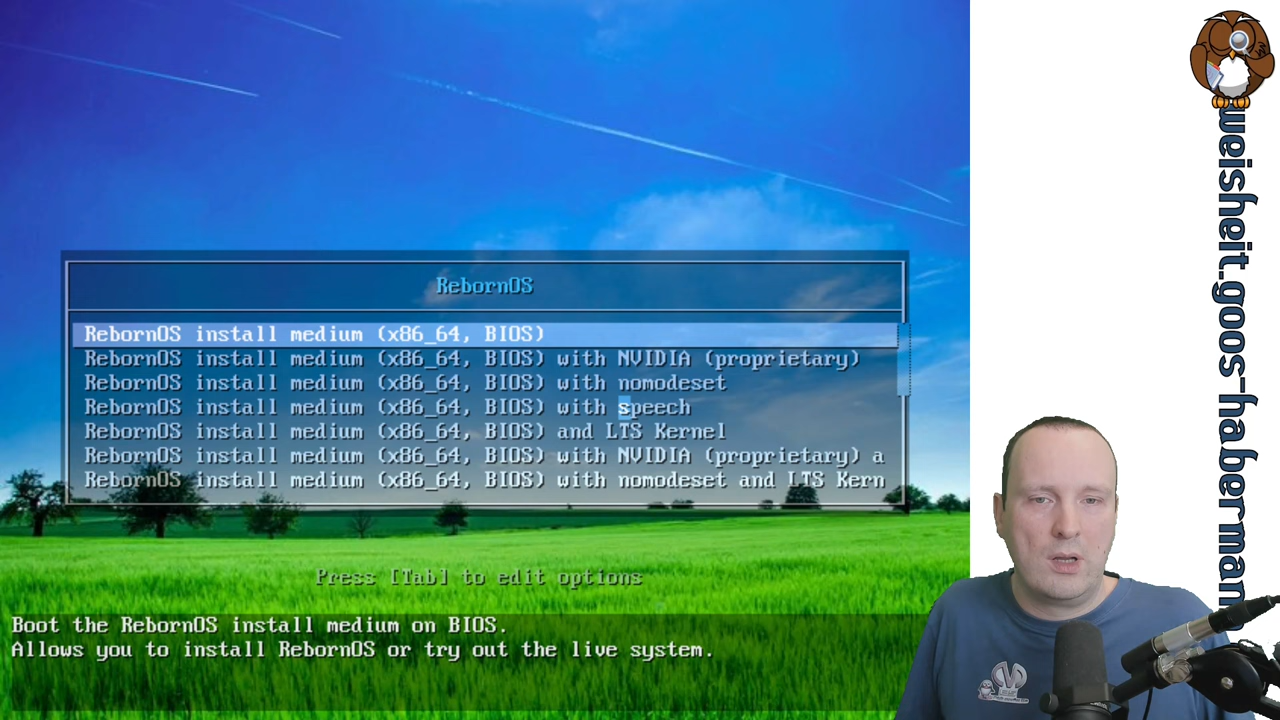 RebornOS
RebornOS install medium (x86_64, BIOS)
RebornOS install medium (x86_64, BIOS) with NVIDIA (proprietary)
RebornOS install medium (x86_64, BIOS) with nomodeset
RebornOS install medium (x86_64, BIOS) with speech
RebornOS install medium (x86_64, BIOS) and LTS Kernel
RebornOS install medium (x86_64, BIOS) with NVIDIA (proprietary) a
RebornOS install medium (x86_64, BIOS) with nomodeset and LTS Kern
Press [Tab] to edit options
Boot the RebornOS install medium on BIOS.
Allows you to install RebornOS or try out the live system.
weisheit.goos-haberman